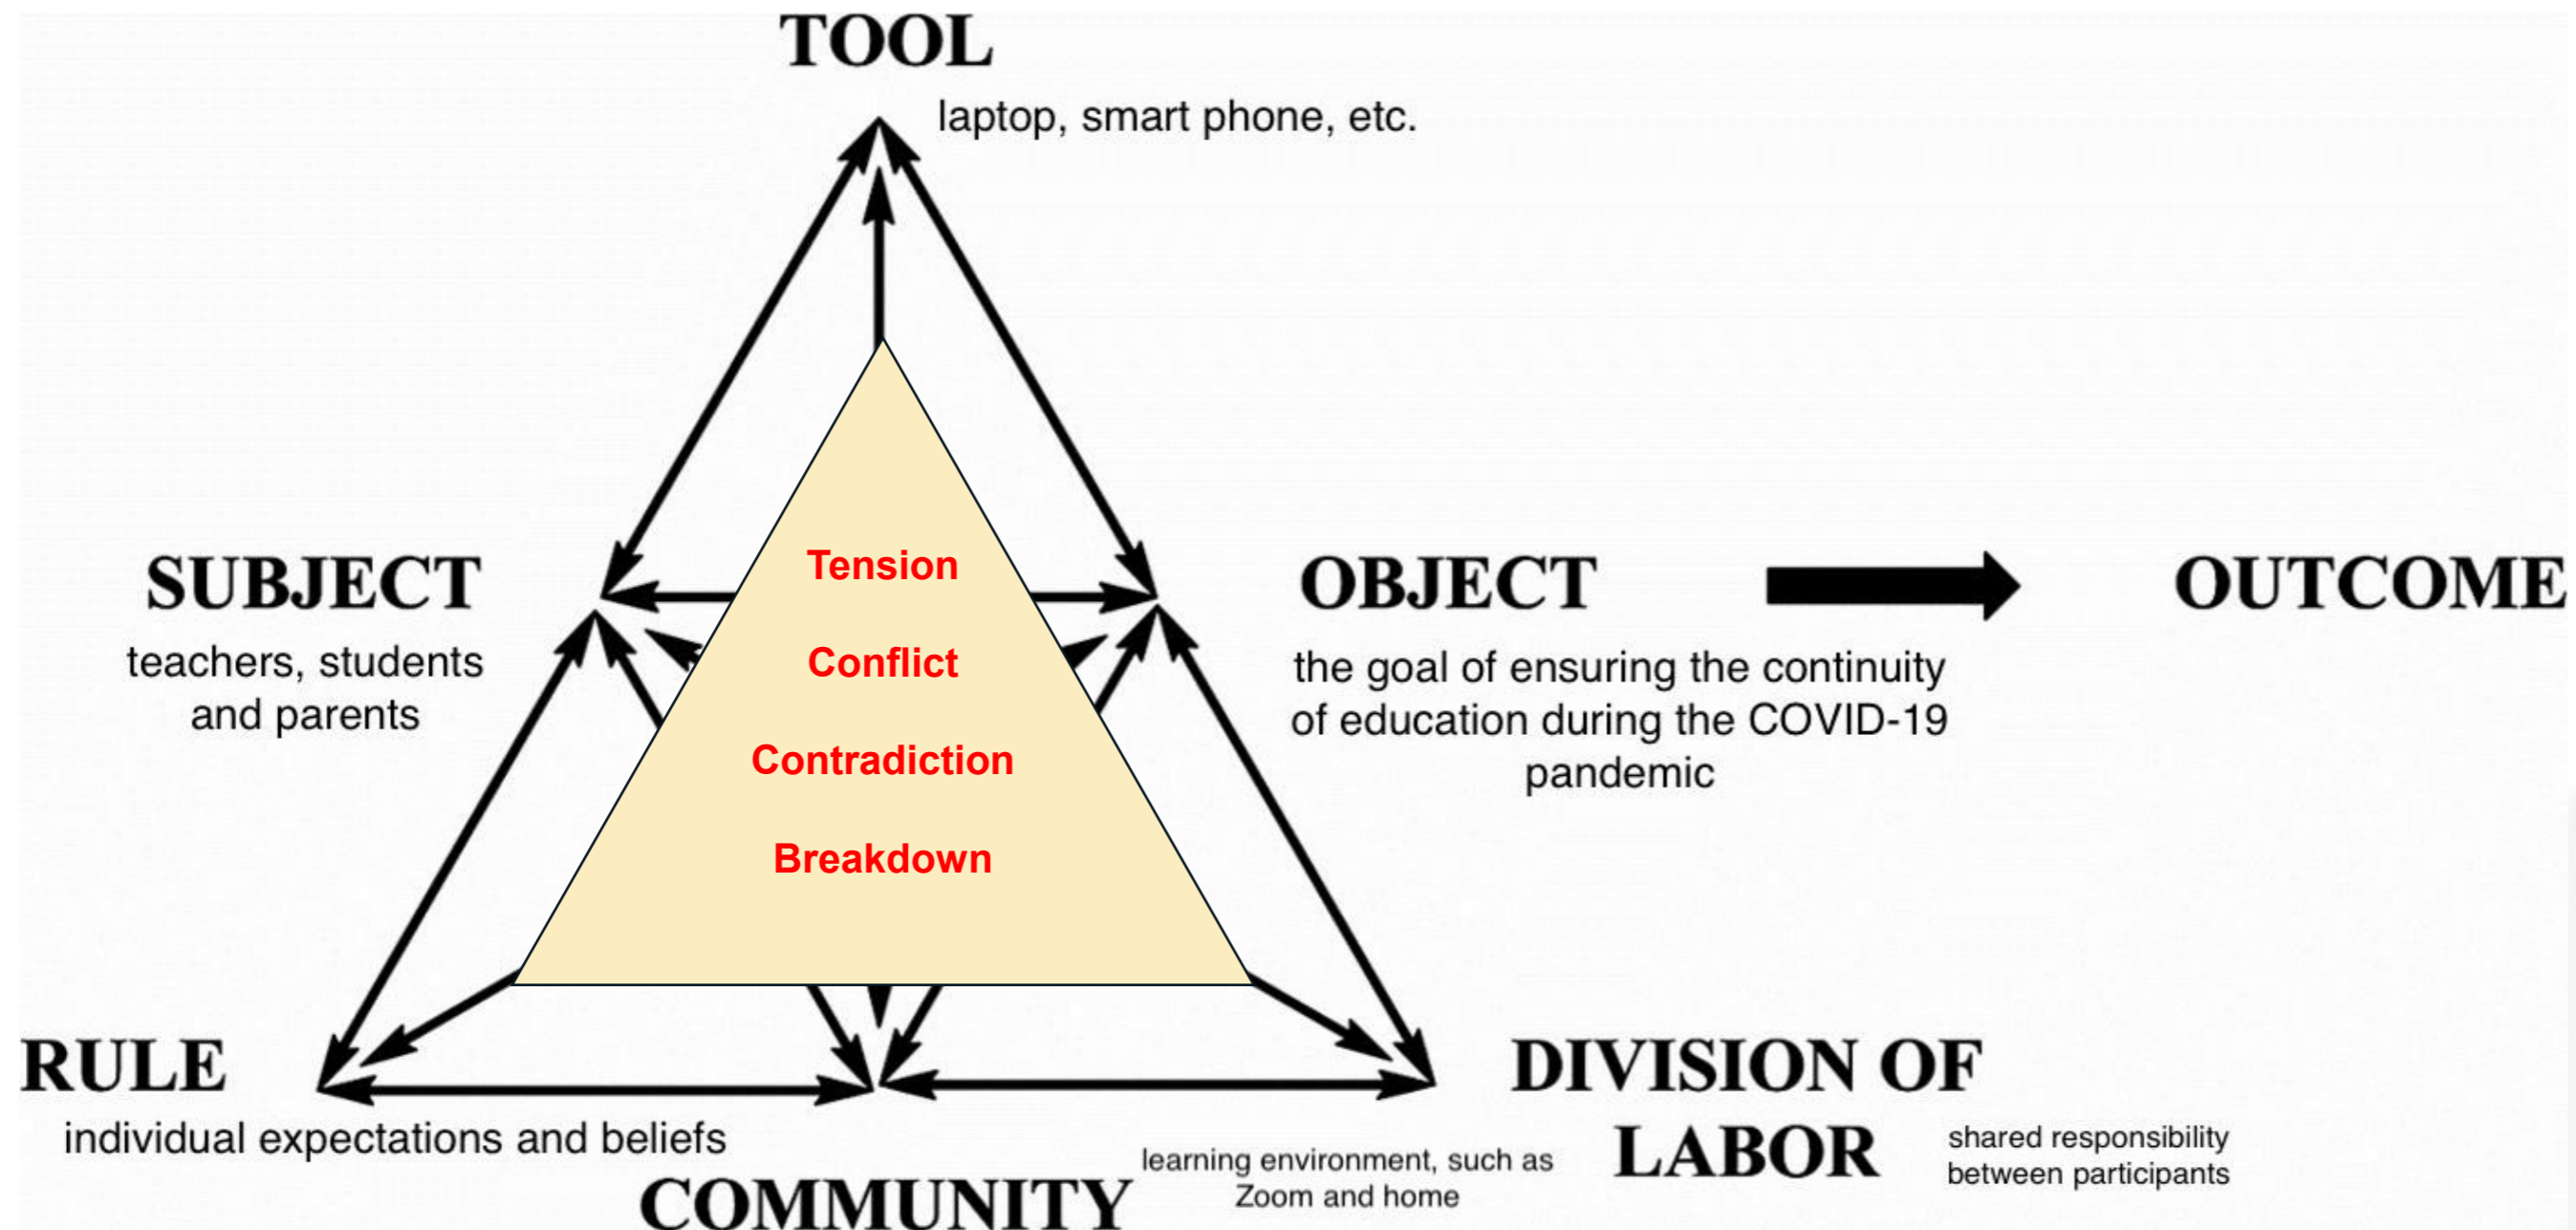 TOOL
laptop, smart phone, etc.
SUBJECT
teachers, students
and parents
Tension
Conflict
Contradiction
Breakdown
OBJECT
the goal of ensuring the continuity
of education during the COVID-19
pandemic
OUTCOME
RULE
individual expectations and beliefs
COMMUNITY
learning environment, such as
Zoom and home
DIVISION OF
LABOR
shared responsibility
between participants